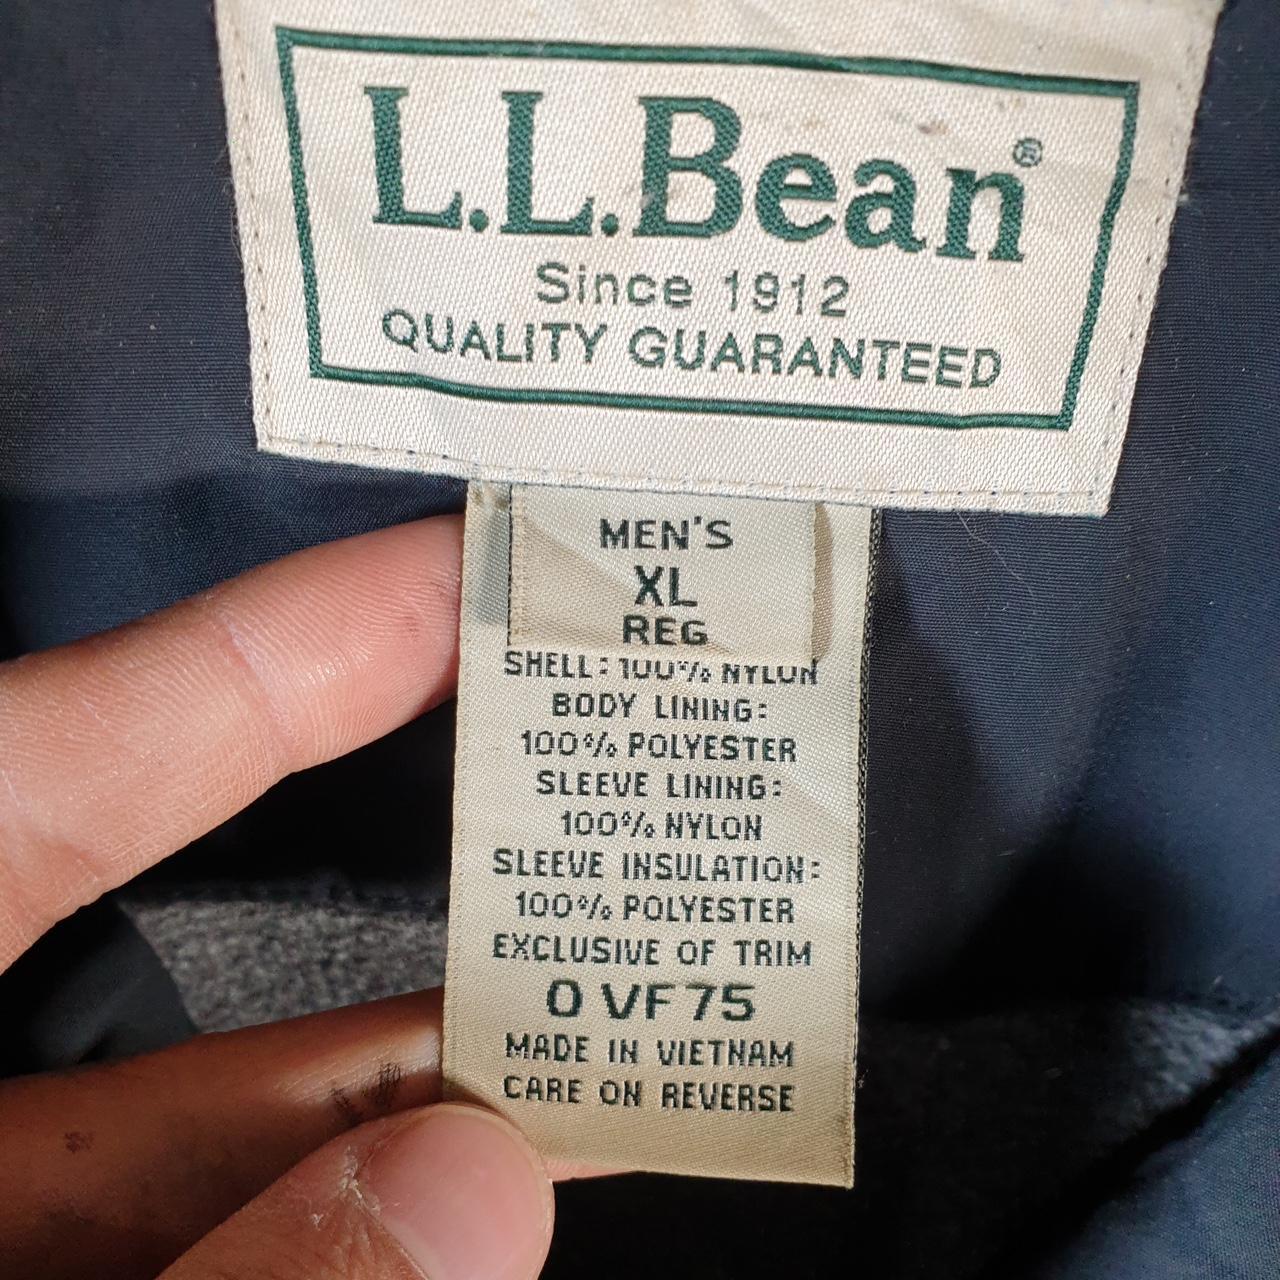 L.L.Bean®
Since 1912
QUALITY GUARANTEED
MEN'S
XL
REG
SHELL: 100% NYLON
BODY LINING:
100% POLYESTER
SLEEVE LINING:
100% NYLON
SLEEVE INSULATION:
100% POLYESTER
EXCLUSIVE OF TRIM
0 VF75
MADE IN VIETNAM
CARE ON REVERSE